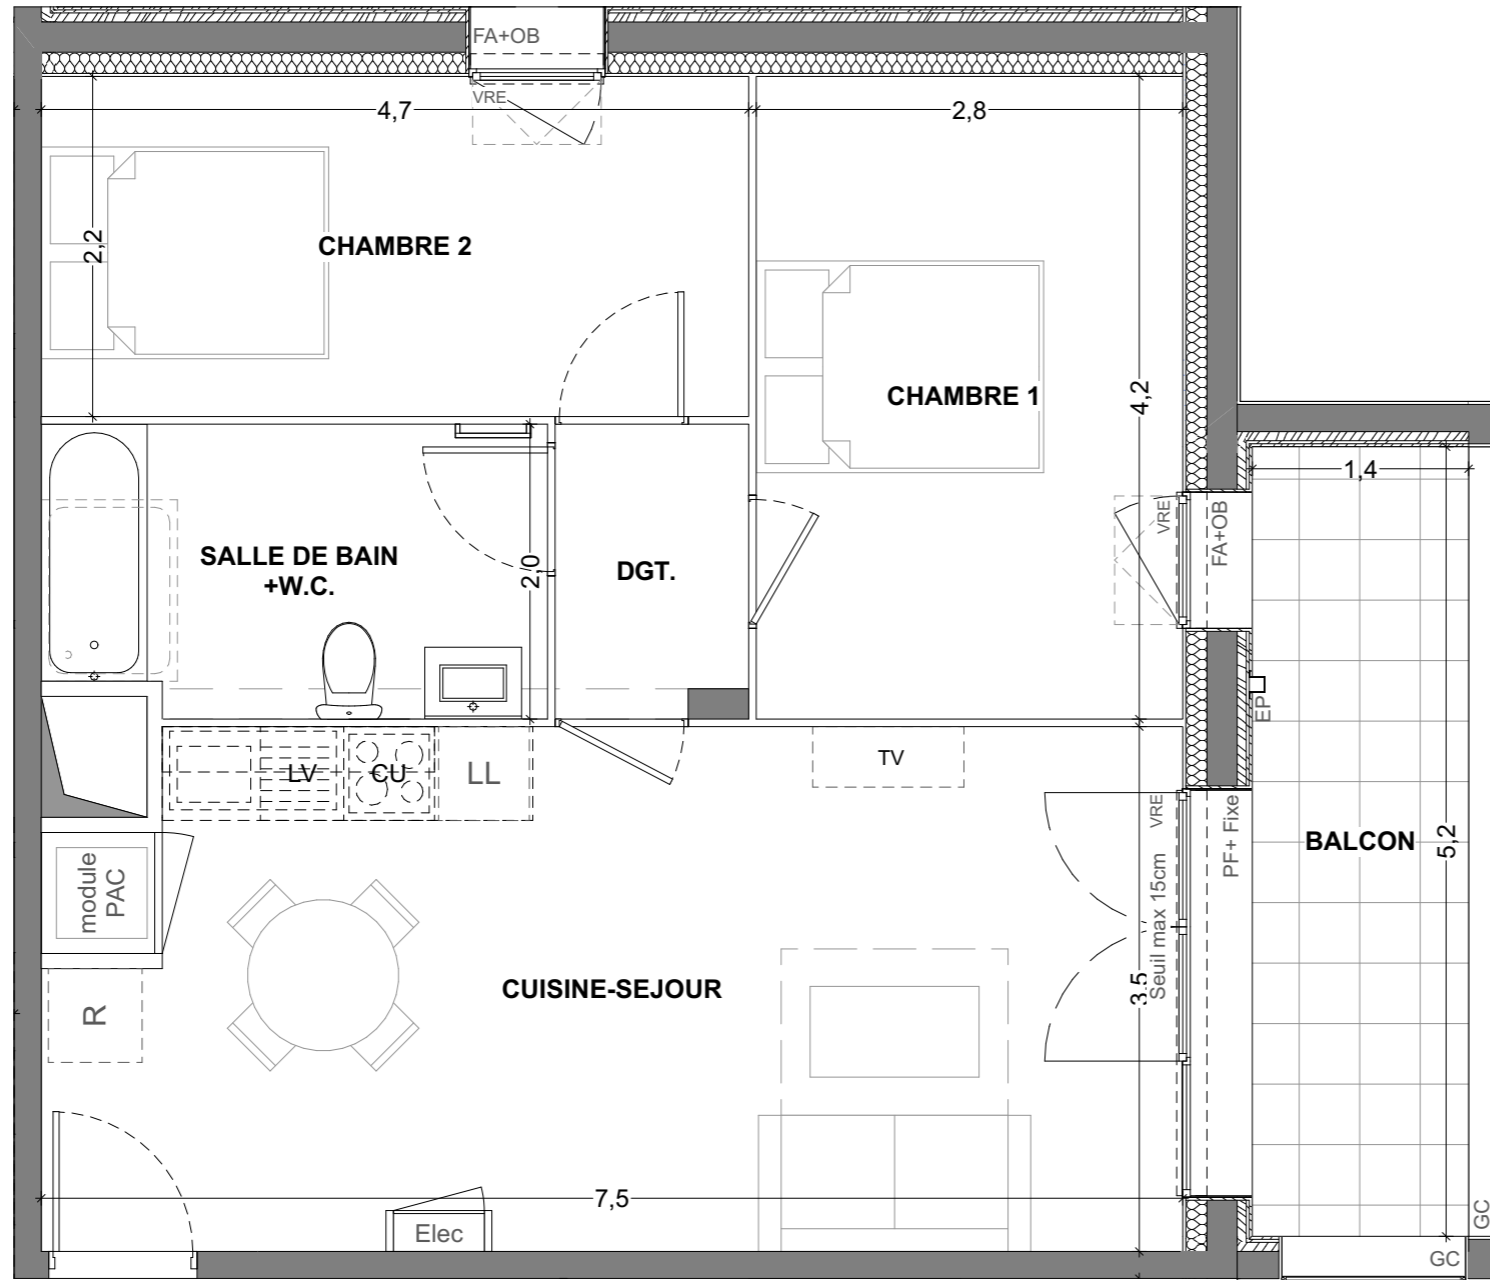 FA+OB
VRE
4,7
2,8
2,2
CHAMBRE 2
CHAMBRE 1
4,2
1,4
VRE
FA+OB
SALLE DE BAIN
+W.C.
2,0
DGT.
EP
LV
CU
LL
TV
VRE
PF+ Fixe
BALCON
5,2
module
PAC
Seuil max 15cm
CUISINE-SEJOUR
3,5
R
7,5
Elec
GC
GC